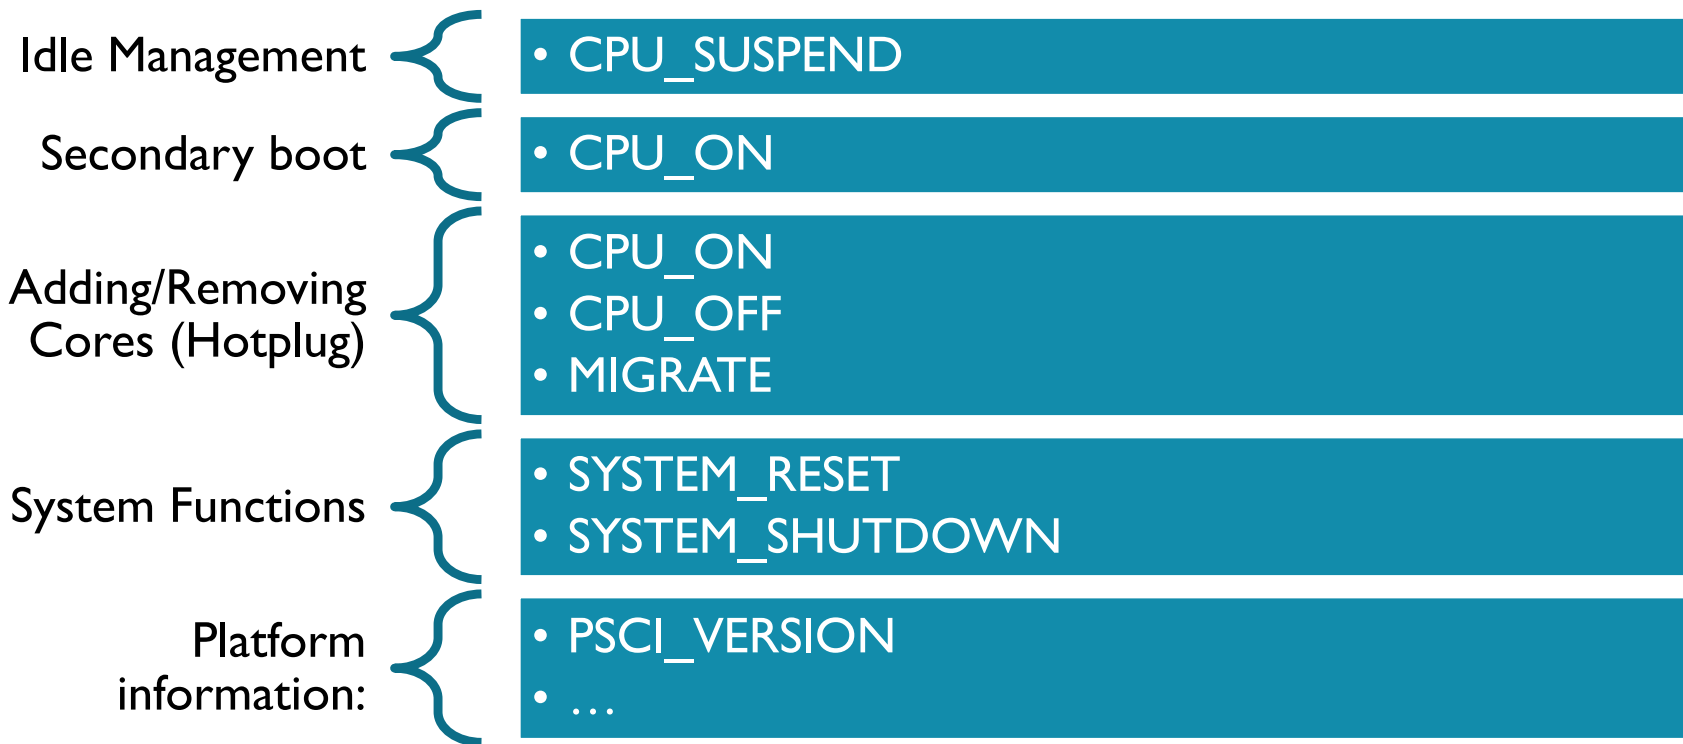 Idle Management
• CPU_SUSPEND
Secondary boot
• CPU_ON
Adding/Removing
Cores (Hotplug)
• CPU_ON
• CPU_OFF
• MIGRATE
System Functions
• SYSTEM_RESET
• SYSTEM_SHUTDOWN
Platform
information:
• PSCI_VERSION
• …